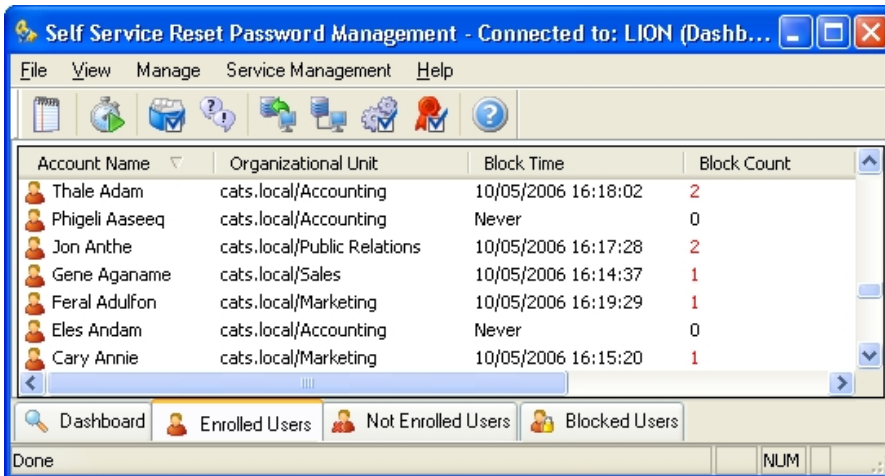 Self Service Reset Password Management - Connected to: LION (Dashb...
File View Manage Service Management Help
Account Name Organizational Unit Block Time Block Count
Thale Adam cats.local/Accounting 10/05/2006 16:18:02 2
Phigeli Aaseeq cats.local/Accounting Never 0
Jon Anthe cats.local/Public Relations 10/05/2006 16:17:28 2
Gene Aganame cats.local/Sales 10/05/2006 16:14:37 1
Feral Adulfon cats.local/Marketing 10/05/2006 16:19:29 1
Eles Andam cats.local/Accounting Never 0
Cary Annie cats.local/Marketing 10/05/2006 16:15:20 1
Dashboard Enrolled Users Not Enrolled Users Blocked Users
Done NUM